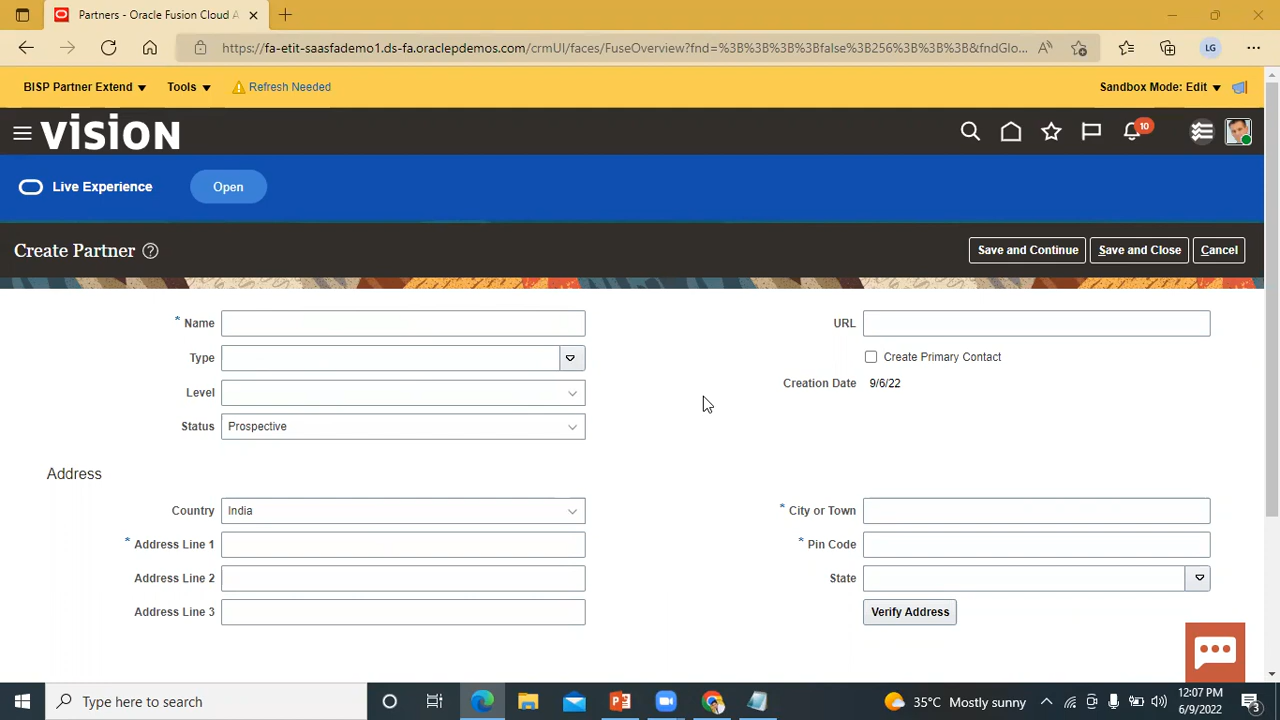 Partners - Oracle Fusion Cloud A
https://fa-etit-saasfademo1.ds-fa.oraclepdemos.com/crmUI/faces/FuseOverview?fnd=%3B%3B%3B%3Bfalse%3B256%3B%3B%3B&fndGlo...
LG
BISP Partner Extend
Tools
Refresh Needed
Sandbox Mode: Edit
VISION
10
Live Experience
Open
Create Partner ?
Save and Continue
Save and Close
Cancel
* Name
URL
Type
Create Primary Contact
Level
Creation Date 9/6/22
Status Prospective
Address
Country India
* City or Town
* Address Line 1
* Pin Code
Address Line 2
State
Address Line 3
Verify Address
Type here to search
35°C Mostly sunny
12:07 PM
6/9/2022
3